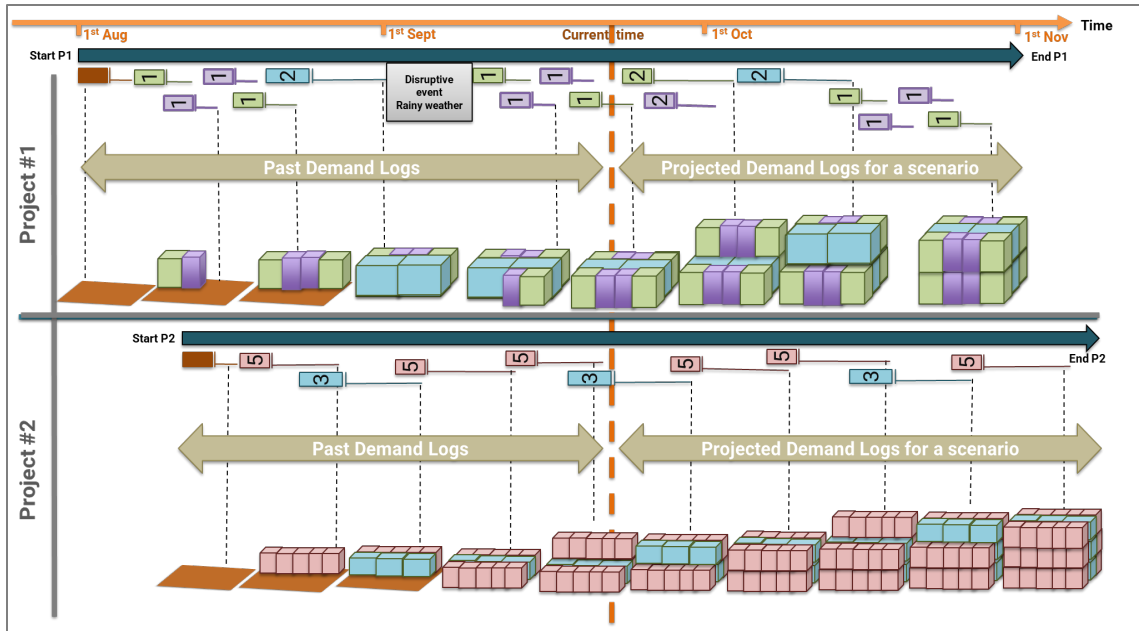 Time
1st Aug
1st Sept
Current time
1st Oct
1st Nov
Start P1
End P1
1
1
2
1
1
2
2
1
1
Disruptive
event
Rainy weather
1
1
1
1
2
1
1
Project #1
Past Demand Logs
Projected Demand Logs for a scenario
Start P2
End P2
5
5
5
5
5
5
3
3
3
Project #2
Past Demand Logs
Projected Demand Logs for a scenario